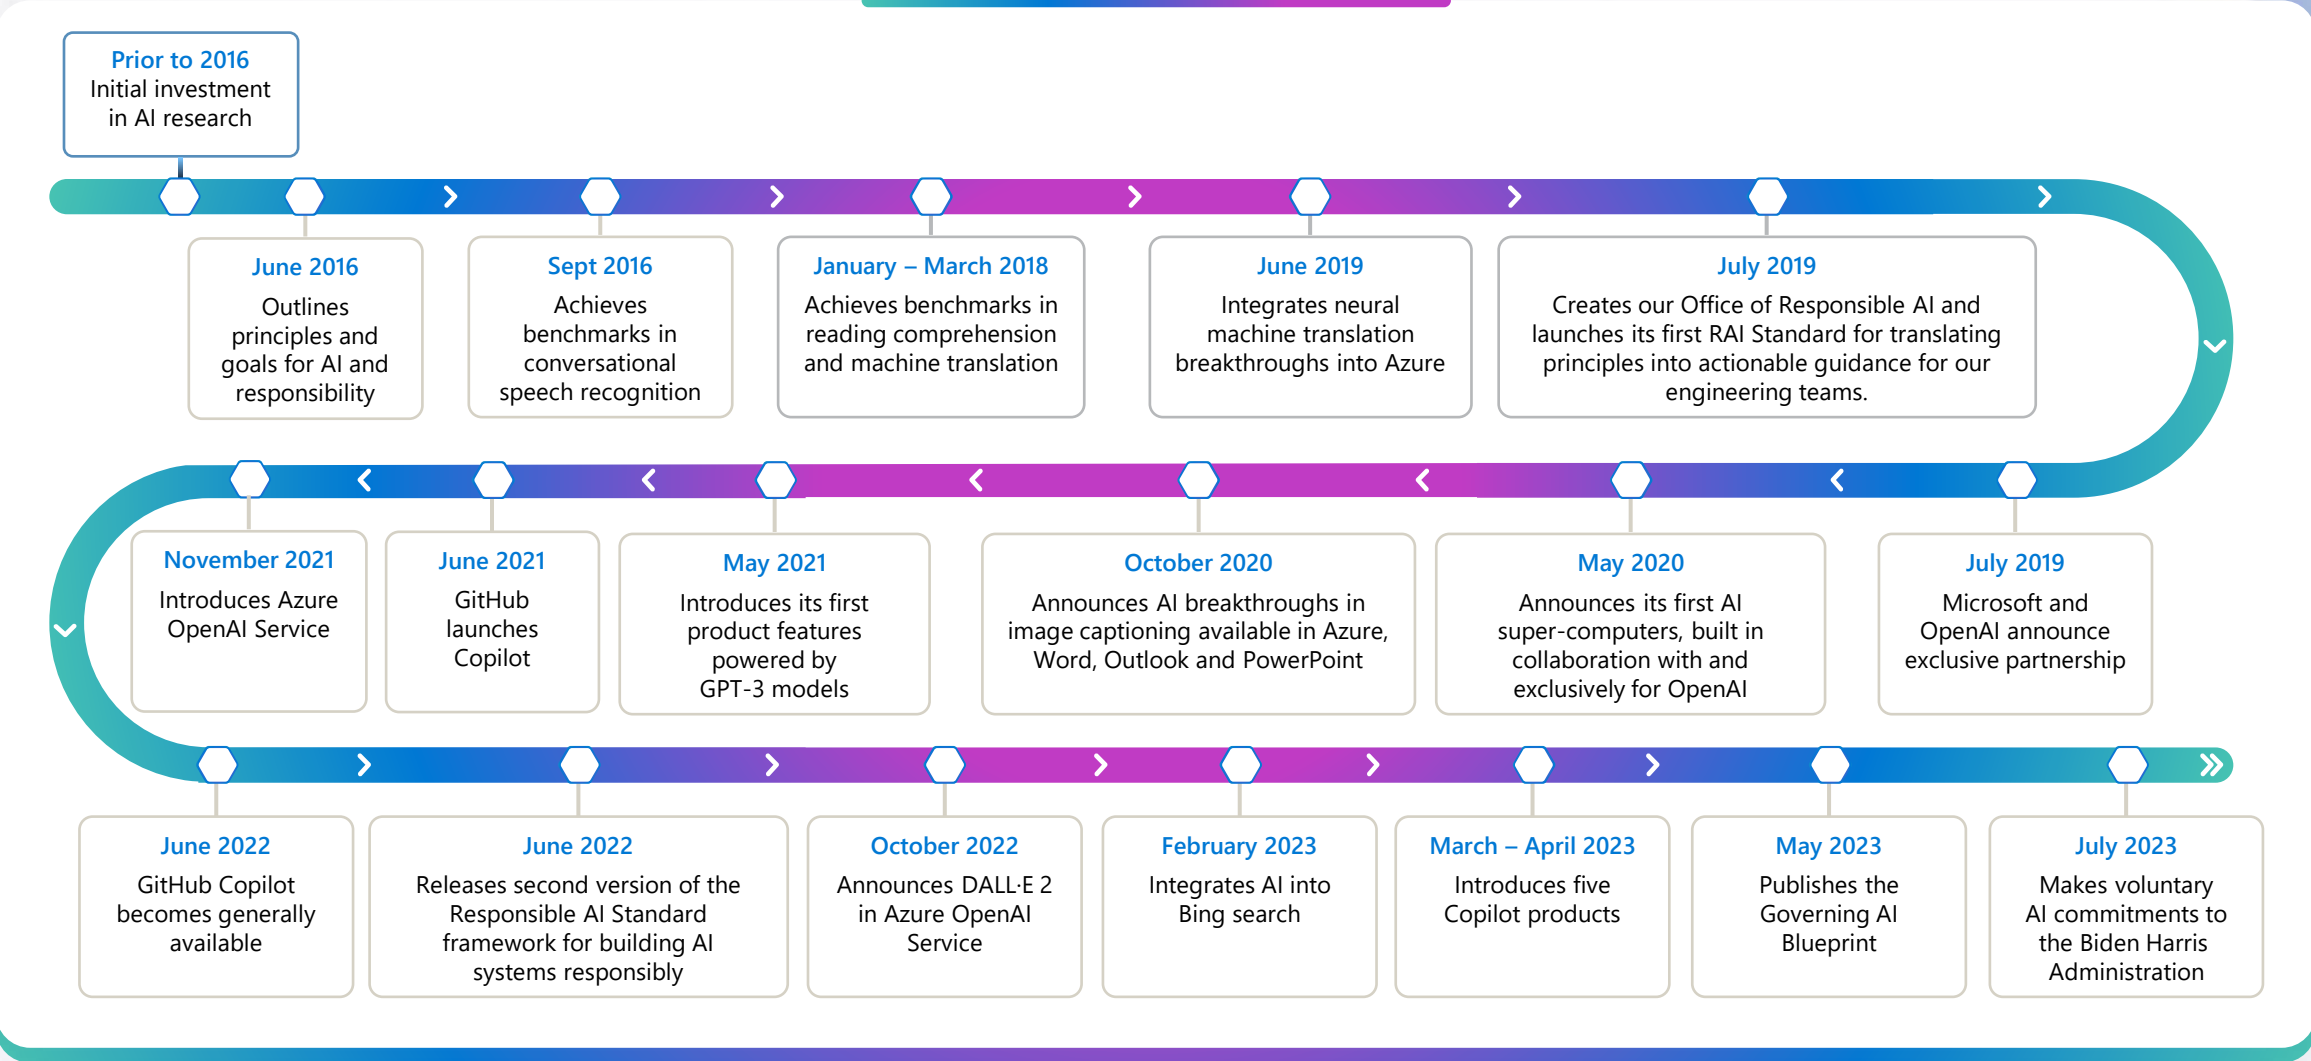 Prior to 2016
Initial investment
in AI research
June 2016
Outlines
principles and
goals for AI and
responsibility
Sept 2016
Achieves
benchmarks in
conversational
speech recognition
January – March 2018
Achieves benchmarks in
reading comprehension
and machine translation
June 2019
Integrates neural
machine translation
breakthroughs into Azure
July 2019
Creates our Office of Responsible AI and
launches its first RAI Standard for translating
principles into actionable guidance for our
engineering teams.
July 2019
Microsoft and
OpenAI announce
exclusive partnership
May 2020
Announces its first AI
super-computers, built in
collaboration with and
exclusively for OpenAI
October 2020
Announces AI breakthroughs in
image captioning available in Azure,
Word, Outlook and PowerPoint
May 2021
Introduces its first
product features
powered by
GPT-3 models
June 2021
GitHub
launches
Copilot
November 2021
Introduces Azure
OpenAI Service
June 2022
GitHub Copilot
becomes generally
available
June 2022
Releases second version of the
Responsible AI Standard
framework for building AI
systems responsibly
October 2022
Announces DALL·E 2
in Azure OpenAI
Service
February 2023
Integrates AI into
Bing search
March – April 2023
Introduces five
Copilot products
May 2023
Publishes the
Governing AI
Blueprint
July 2023
Makes voluntary
AI commitments to
the Biden Harris
Administration